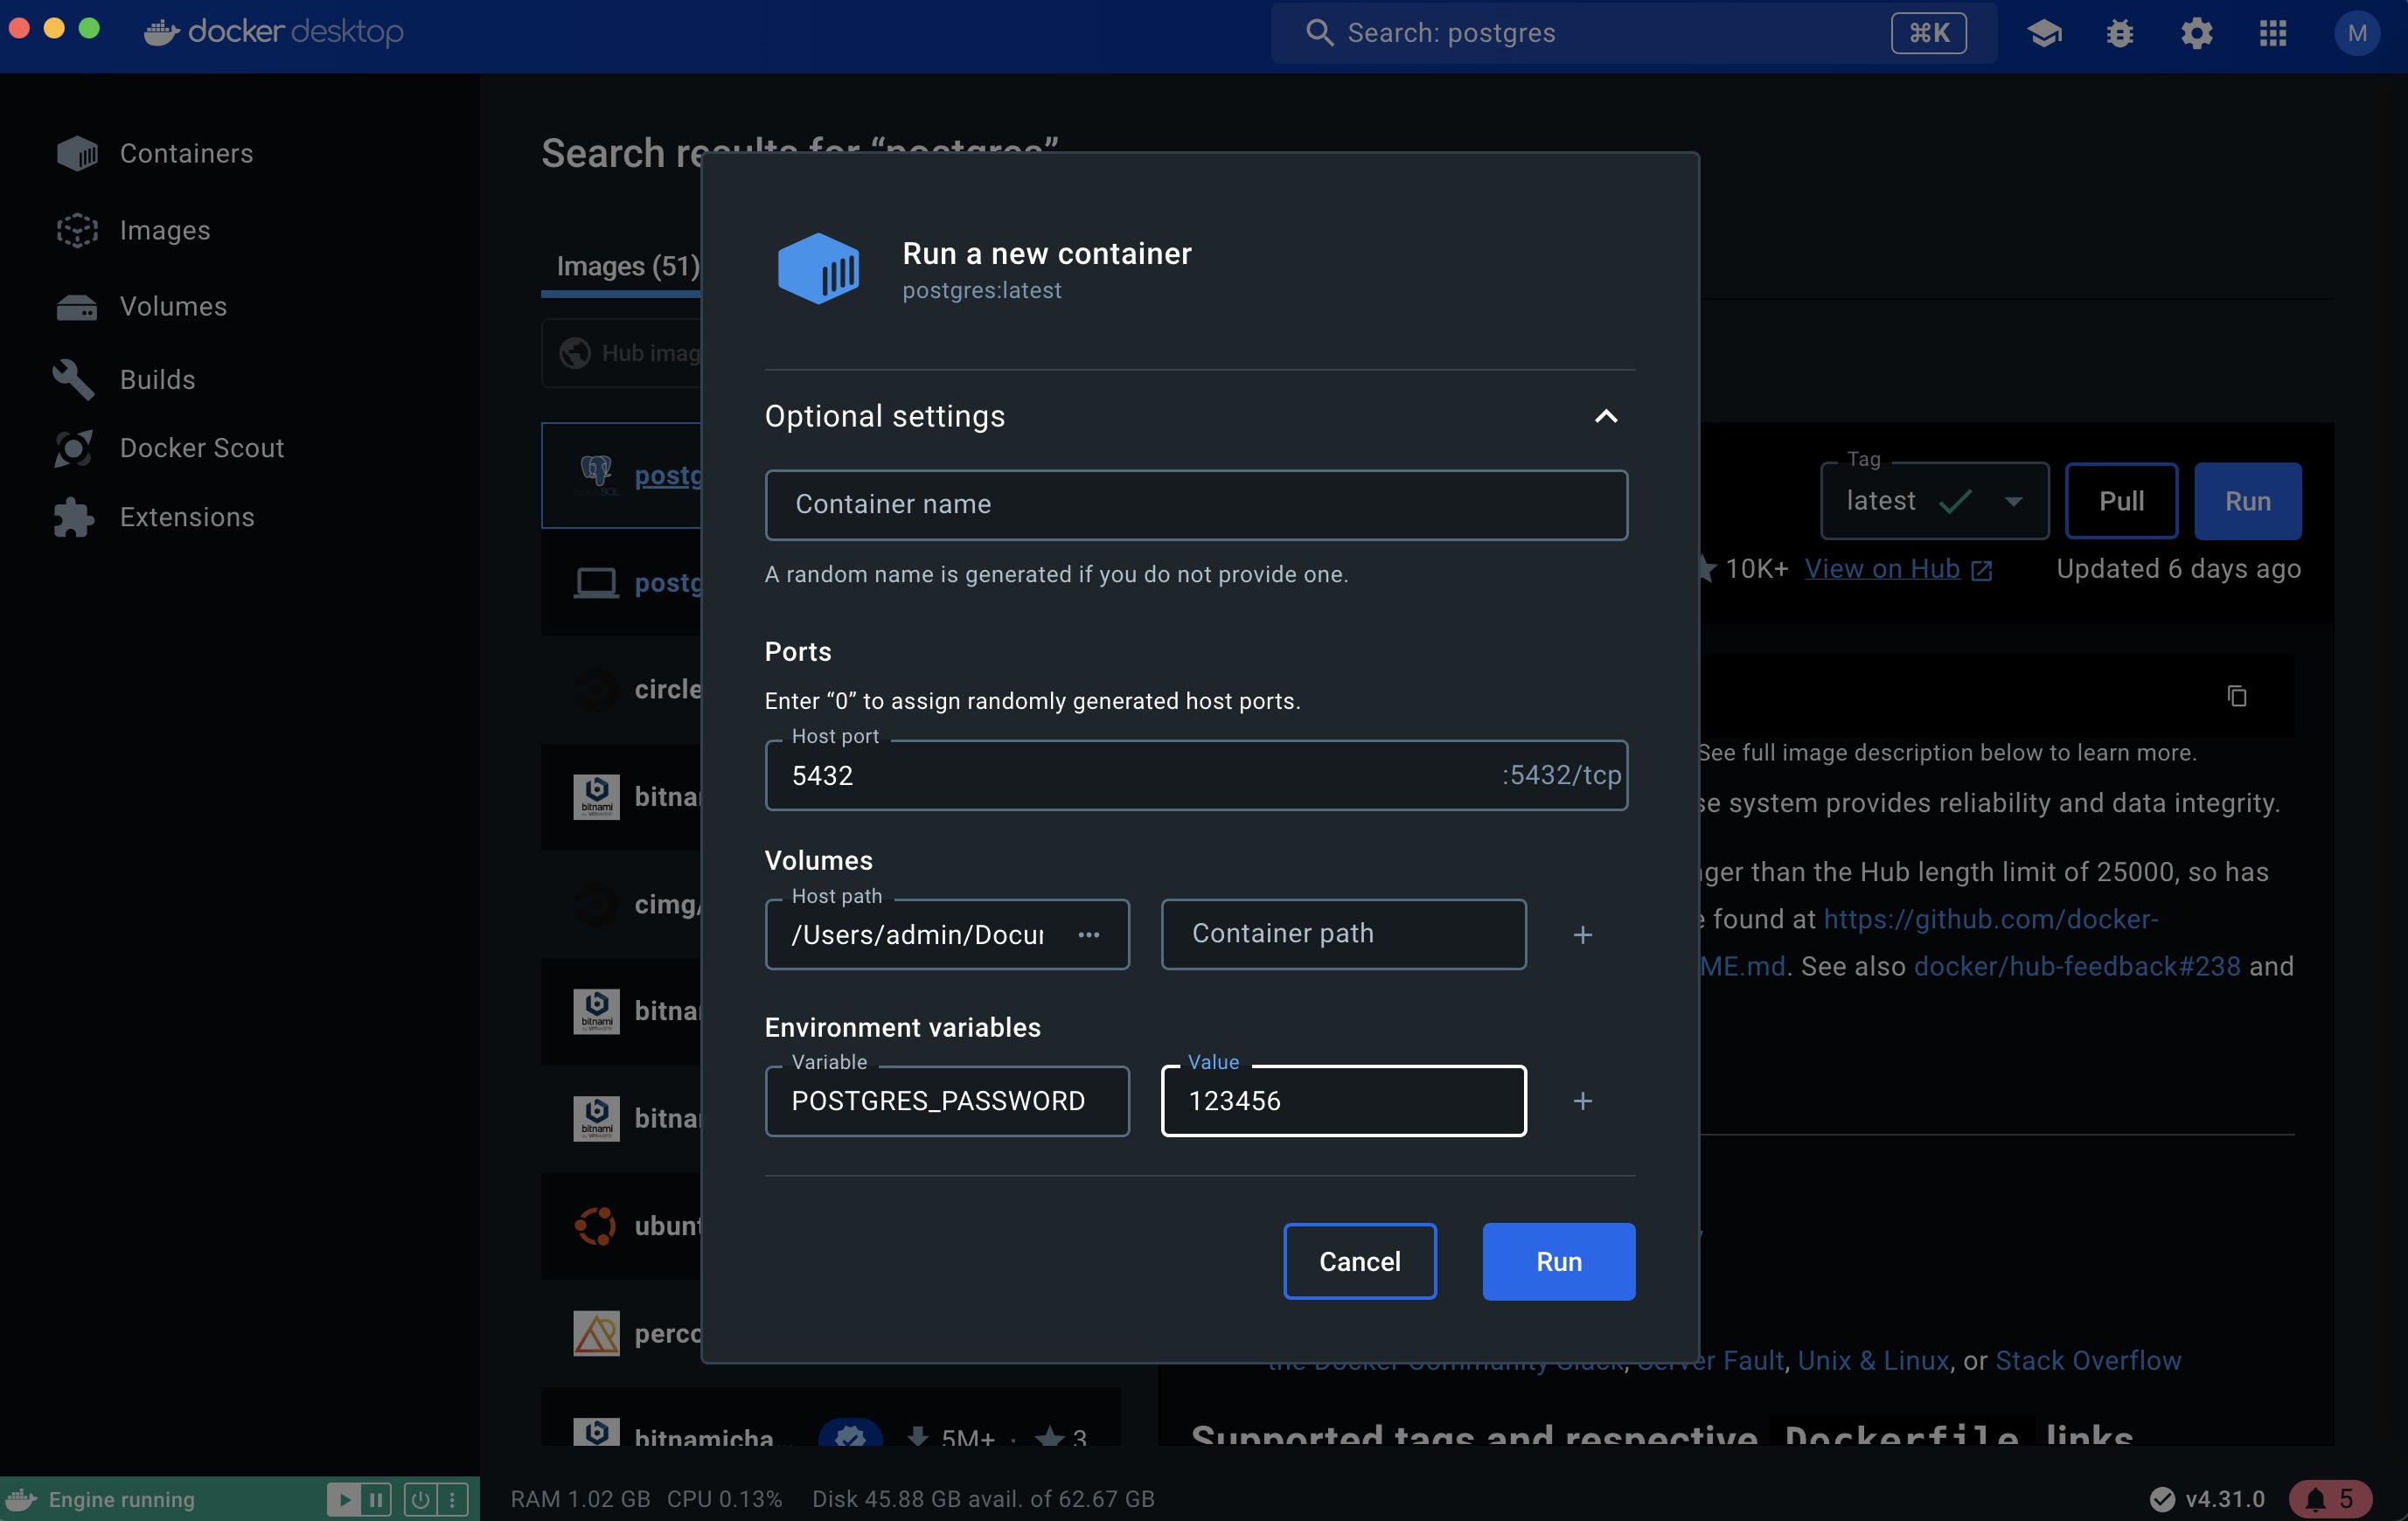 docker desktop
Search: postgres
⌘K
M
Containers
Images
Volumes
Builds
Docker Scout
Extensions
Search results for “postgres”
Images (51)
Hub imag
postg
postg
circle
bitna
cimg/
bitna
bitna
ubunt
perco
bitnamicha...
5M+ · 3
Run a new container
postgres:latest
Optional settings
Container name
A random name is generated if you do not provide one.
Ports
Enter “0” to assign randomly generated host ports.
Host port
5432 :5432/tcp
Volumes
Host path
/Users/admin/Docu ···
Container path
+
Environment variables
Variable
POSTGRES_PASSWORD
Value
123456
+
Cancel
Run
Tag
latest
Pull
Run
10K+ View on Hub
Updated 6 days ago
See full image description below to learn more.
se system provides reliability and data integrity.
ger than the Hub length limit of 25000, so has
found at https://github.com/docker-
ME.md. See also docker/hub-feedback#238 and
the Docker Community Slack, Server Fault, Unix & Linux, or Stack Overflow
Supported tags and respective Dockerfile links
Engine running
RAM 1.02 GB CPU 0.13% Disk 45.88 GB avail. of 62.67 GB
v4.31.0
5